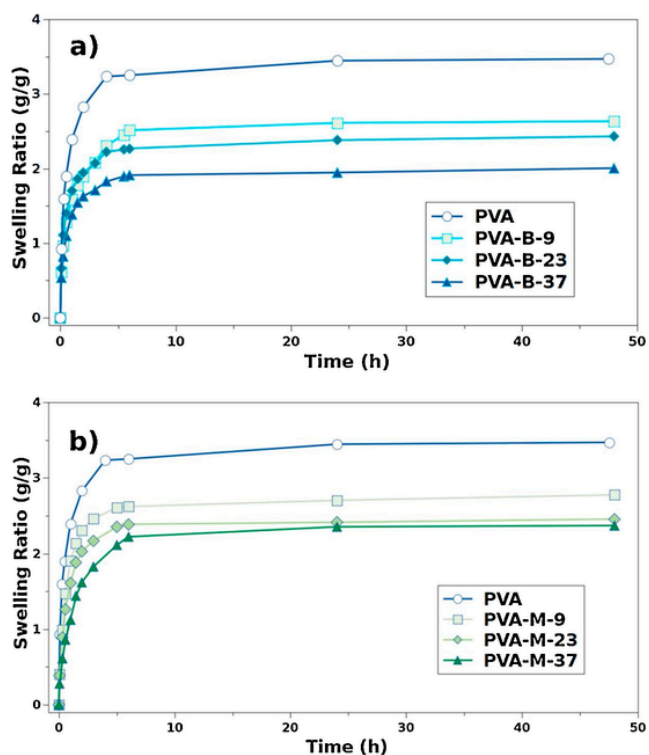 a)
4
3
2
1
0
Swelling Ratio (g/g)
PVA
PVA-B-9
PVA-B-23
PVA-B-37
0 10 20 30 40 50
Time (h)
b)
4
3
2
1
0
Swelling Ratio (g/g)
PVA
PVA-M-9
PVA-M-23
PVA-M-37
0 10 20 30 40 50
Time (h)